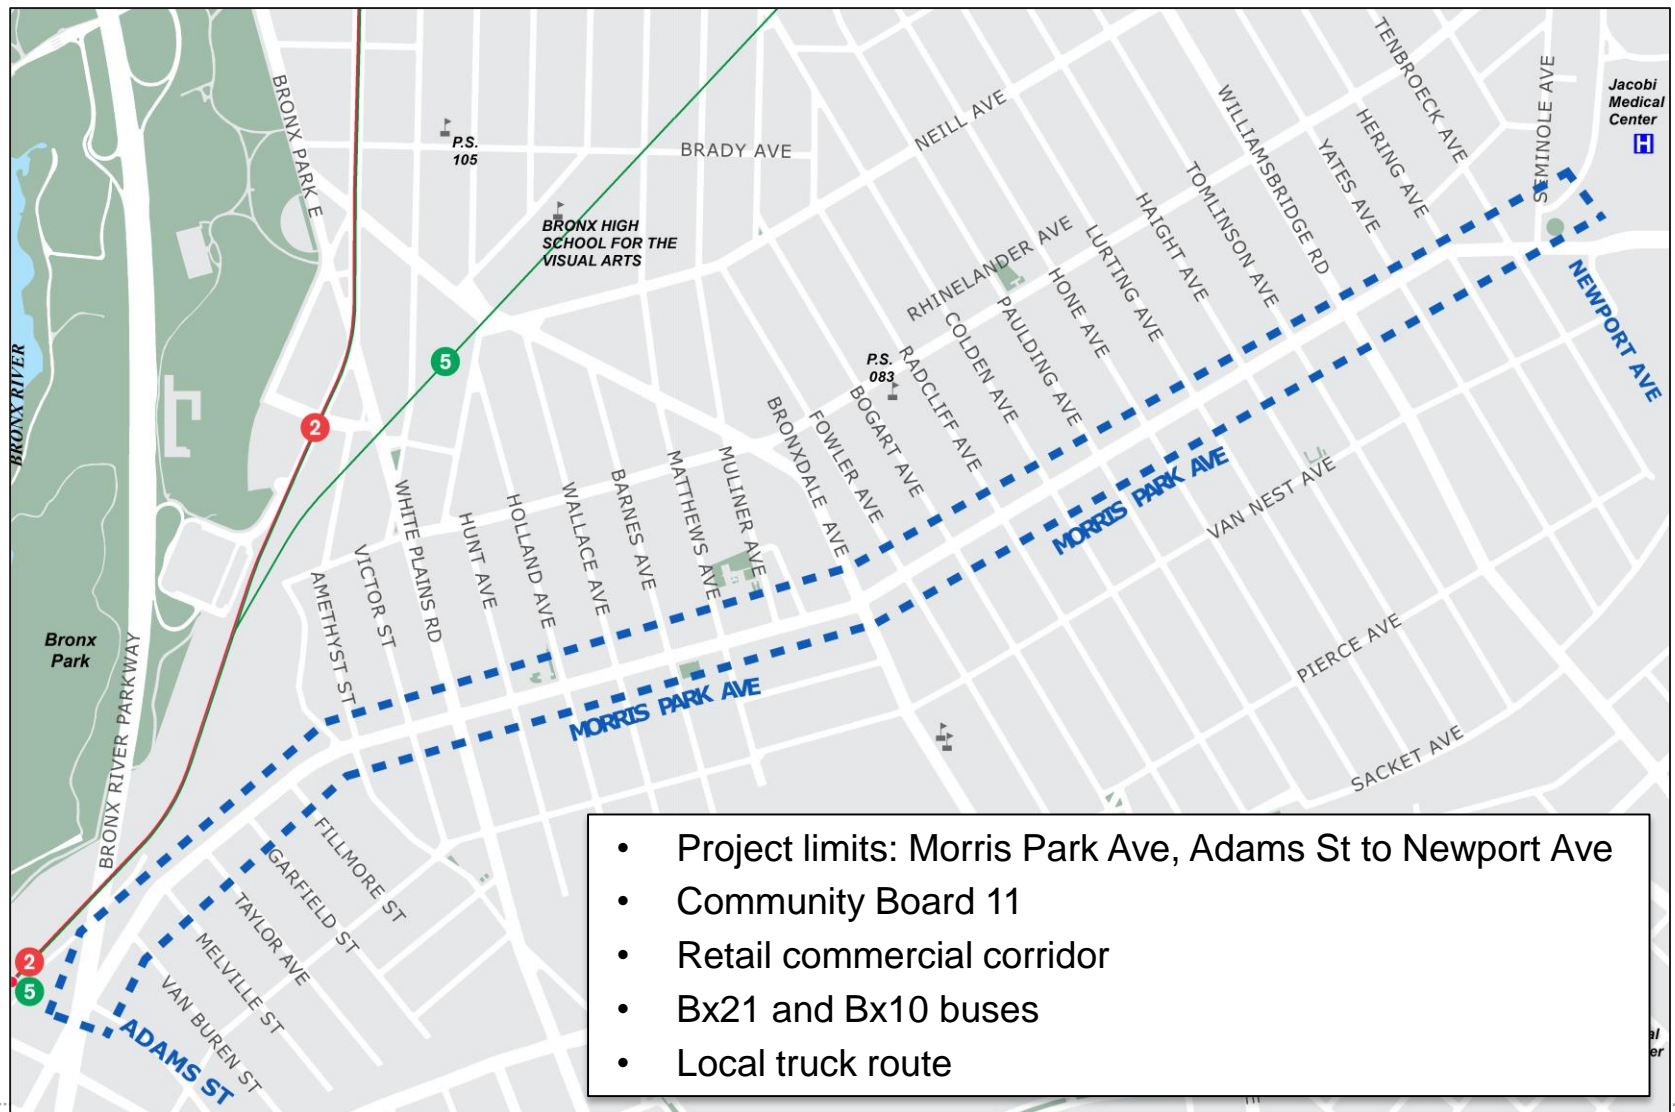 TENBROECK AVE
SEMINOLE AVE
Jacobi
Medical
Center
H
BRONX PARK E
WILLIAMSBRIDGE RD
HERING AVE
YATES AVE
NEILL AVE
P.S.
105
BRADY AVE
TOMLINSON AVE
HAIGHT AVE
BRONX HIGH
SCHOOL FOR THE
VISUAL ARTS
LURTING AVE
RHINELANDER AVE
HONE AVE
PAULDING AVE
COLDEN AVE
NEWPORT AVE
BRONX RIVER
5
P.S.
083
RADCLIFF AVE
BOGART AVE
FOWLER AVE
BRONXDALE AVE
2
MULINER AVE
MATTHEWS AVE
BARNES AVE
WALLACE AVE
HOLLAND AVE
HUNT AVE
WHITE PLAINS RD
VICTOR ST
AMETHYST ST
MORRIS PARK AVE
VAN NEST AVE
Bronx
Park
BRONX RIVER PARKWAY
PIERCE AVE
MORRIS PARK AVE
SACKET AVE
FILLMORE ST
GARFIELD ST
TAYLOR AVE
MELVILLE ST
VAN BUREN ST
2
5
ADAMS ST
• Project limits: Morris Park Ave, Adams St to Newport Ave
• Community Board 11
• Retail commercial corridor
• Bx21 and Bx10 buses
• Local truck route